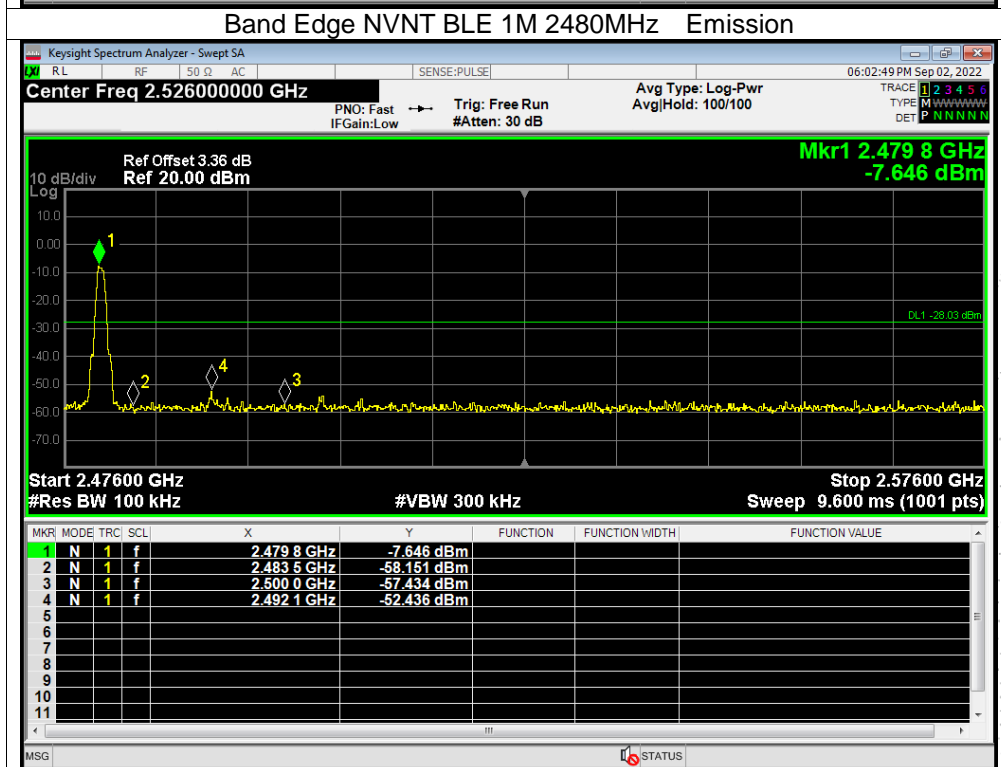 Band Edge NVNT BLE 1M 2480MHz Emission
Keysight Spectrum Analyzer - Swept SA
LXI RL RF 50 Ω AC SENSE:PULSE 06:02:49 PM Sep 02, 2022
Center Freq 2.526000000 GHz
PNO: Fast
IFGain:Low
Trig: Free Run
#Atten: 30 dB
Avg Type: Log-Pwr
Avg|Hold: 100/100
TRACE 1 2 3 4 5 6
TYPE M WWWWW
DET P N N N N N
Mkr1 2.479 8 GHz
-7.646 dBm
Ref Offset 3.36 dB
10 dB/div Ref 20.00 dBm
Log
10.0
0.00
-10.0
-20.0
-30.0
-40.0
-50.0
-60.0
-70.0
1
2
4
3
DL1 -28.03 dBm
Start 2.47600 GHz Stop 2.57600 GHz
#Res BW 100 kHz #VBW 300 kHz Sweep 9.600 ms (1001 pts)
MKR MODE TRC SCL X Y FUNCTION FUNCTION WIDTH FUNCTION VALUE
1 N 1 f 2.479 8 GHz -7.646 dBm
2 N 1 f 2.483 5 GHz -58.151 dBm
3 N 1 f 2.500 0 GHz -57.434 dBm
4 N 1 f 2.492 1 GHz -52.436 dBm
5
6
7
8
9
10
11
MSG STATUS